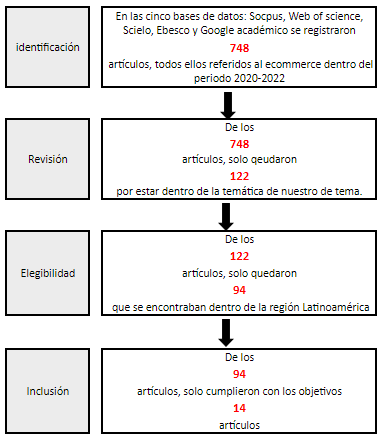 identificación
En las cinco bases de datos: Socpus, Web of science,
Scielo, Ebesco y Google académico se registraron
748
artículos, todos ellos referidos al ecommerce dentro del
periodo 2020-2022
Revisión
De los
748
artículos, solo qeudaron
122
por estar dentro de la temática de nuestro de tema.
Elegibilidad
De los
122
artículos, solo quedaron
94
que se encontraban dentro de la región Latinoamérica
Inclusión
De los
94
artículos, solo cumplieron con los objetivos
14
artículos